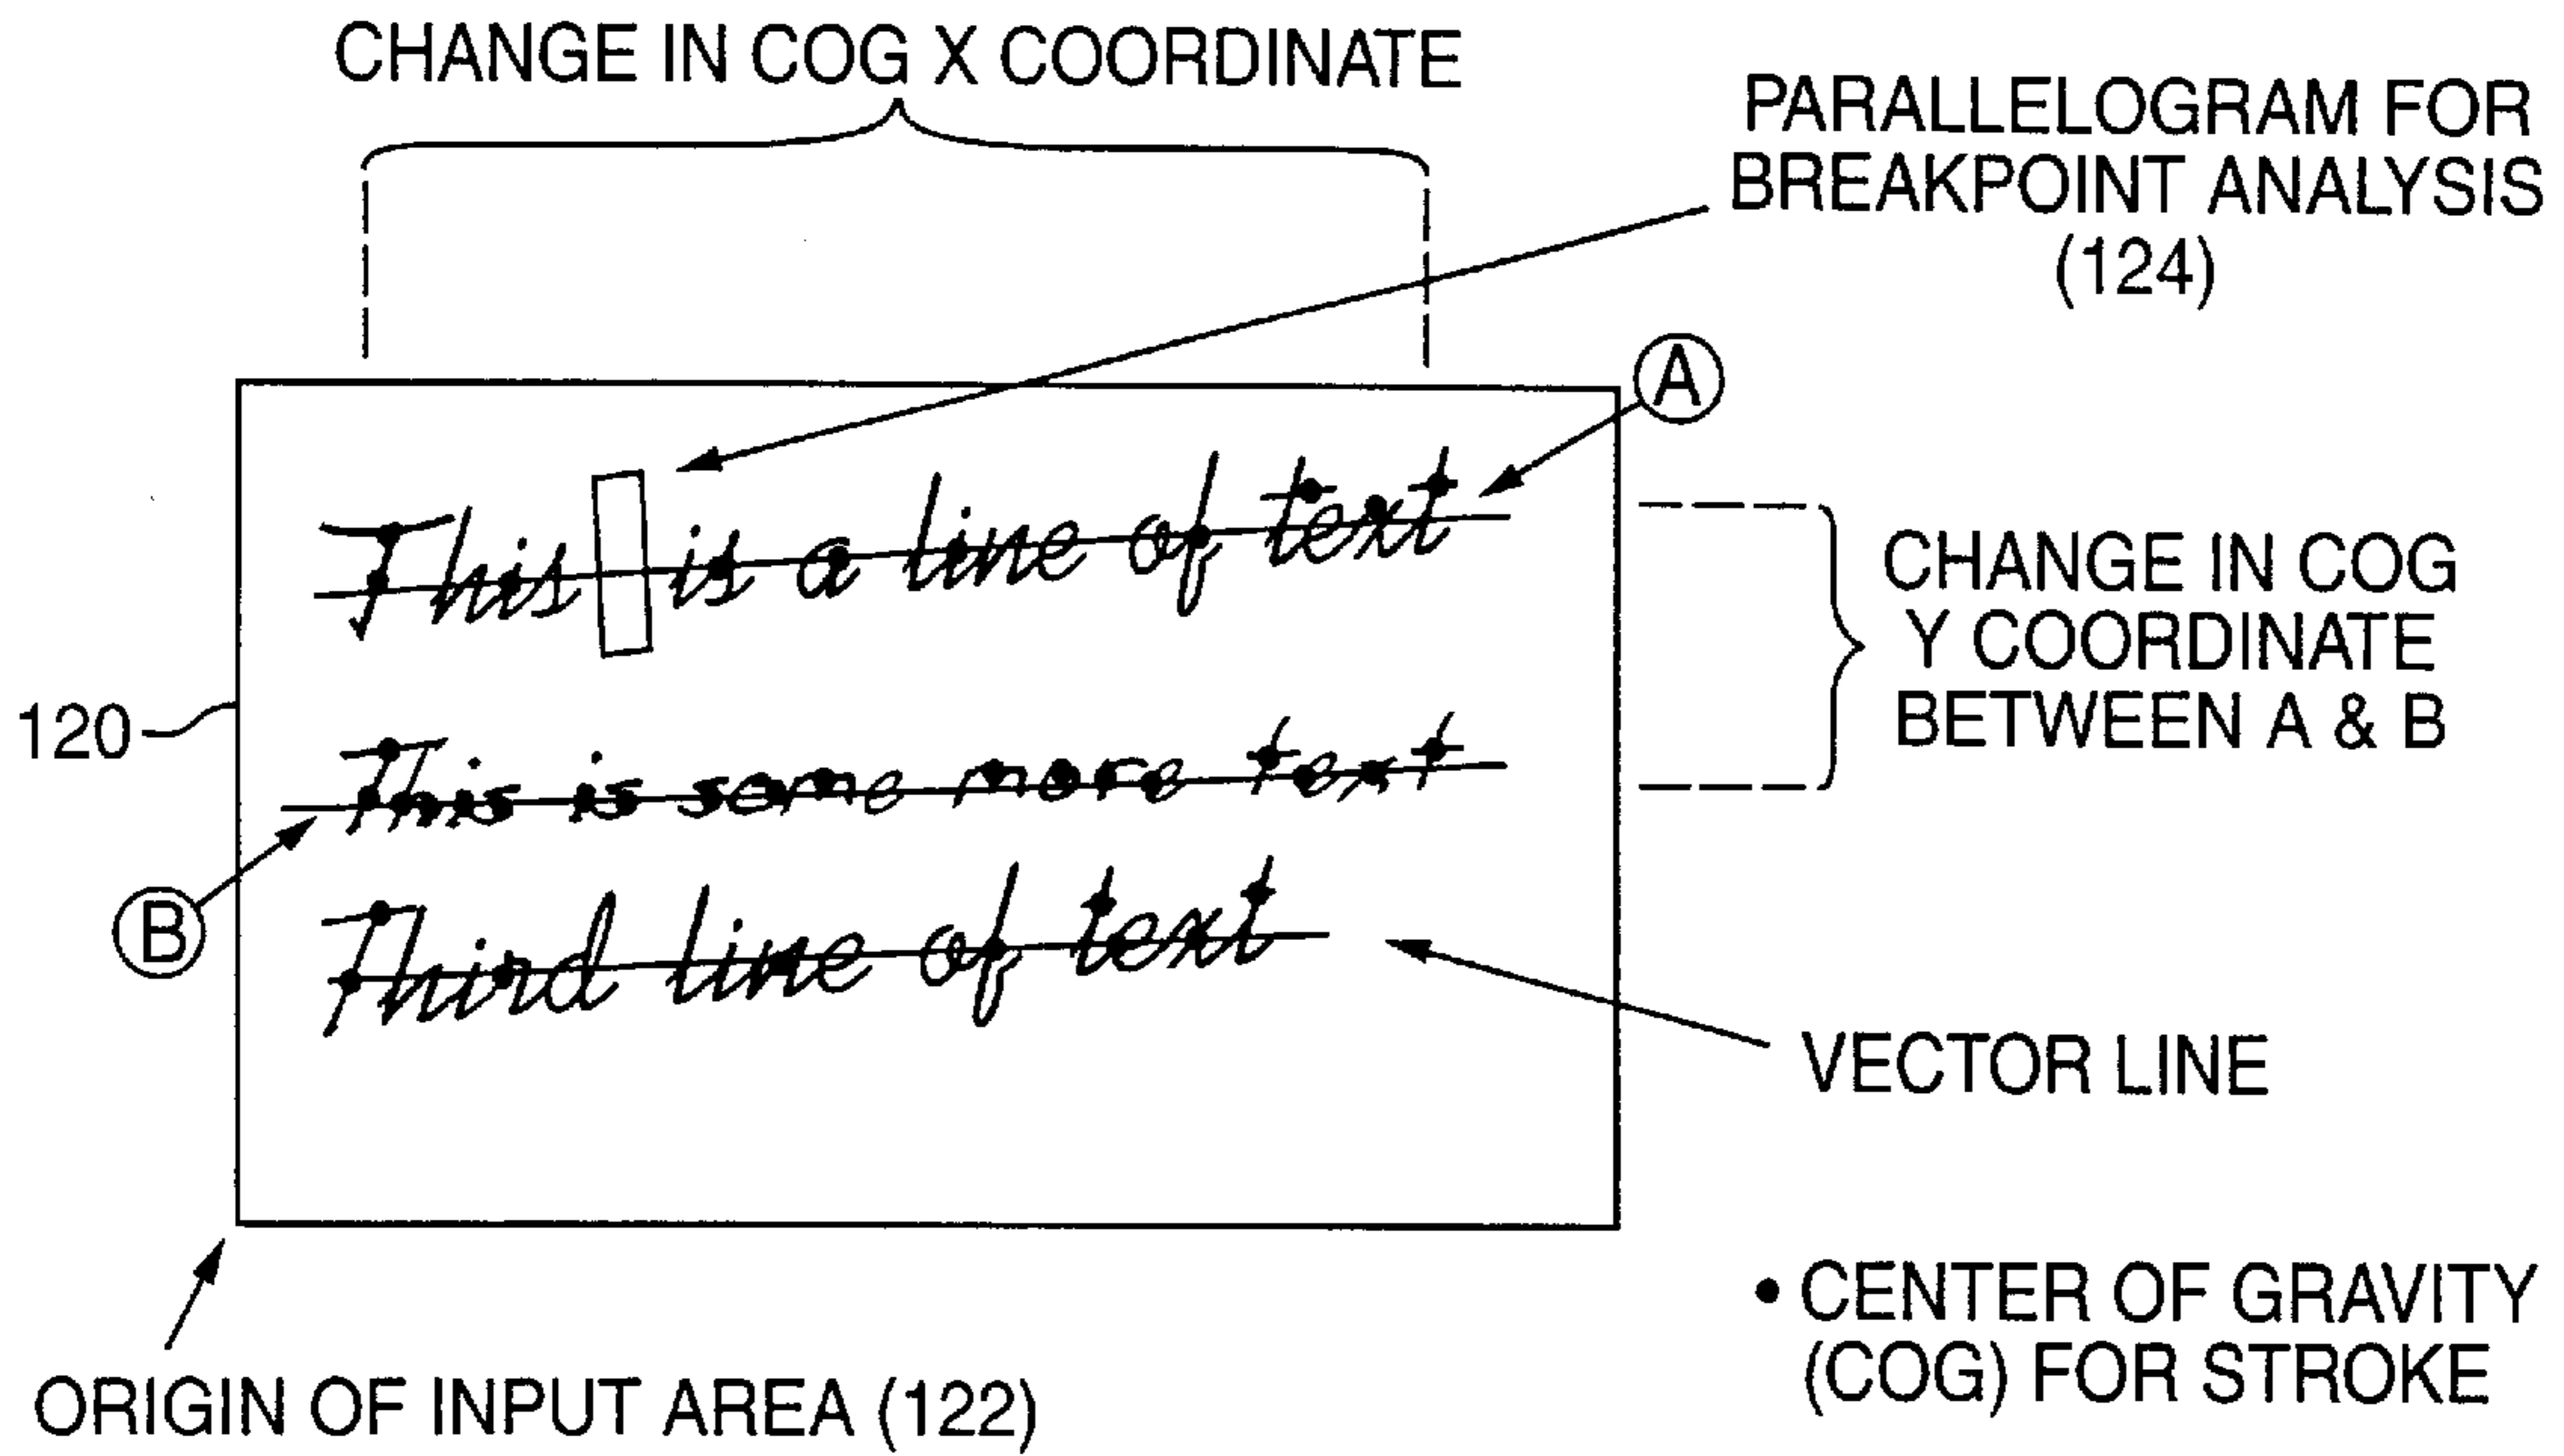 CHANGE IN COG X COORDINATE
PARALLELOGRAM FOR
BREAKPOINT ANALYSIS
(124)
A
This is a line of text
CHANGE IN COG
Y COORDINATE
BETWEEN A & B
120
This is some more text
B
Third line of text
VECTOR LINE
ORIGIN OF INPUT AREA (122)
• CENTER OF GRAVITY
(COG) FOR STROKE